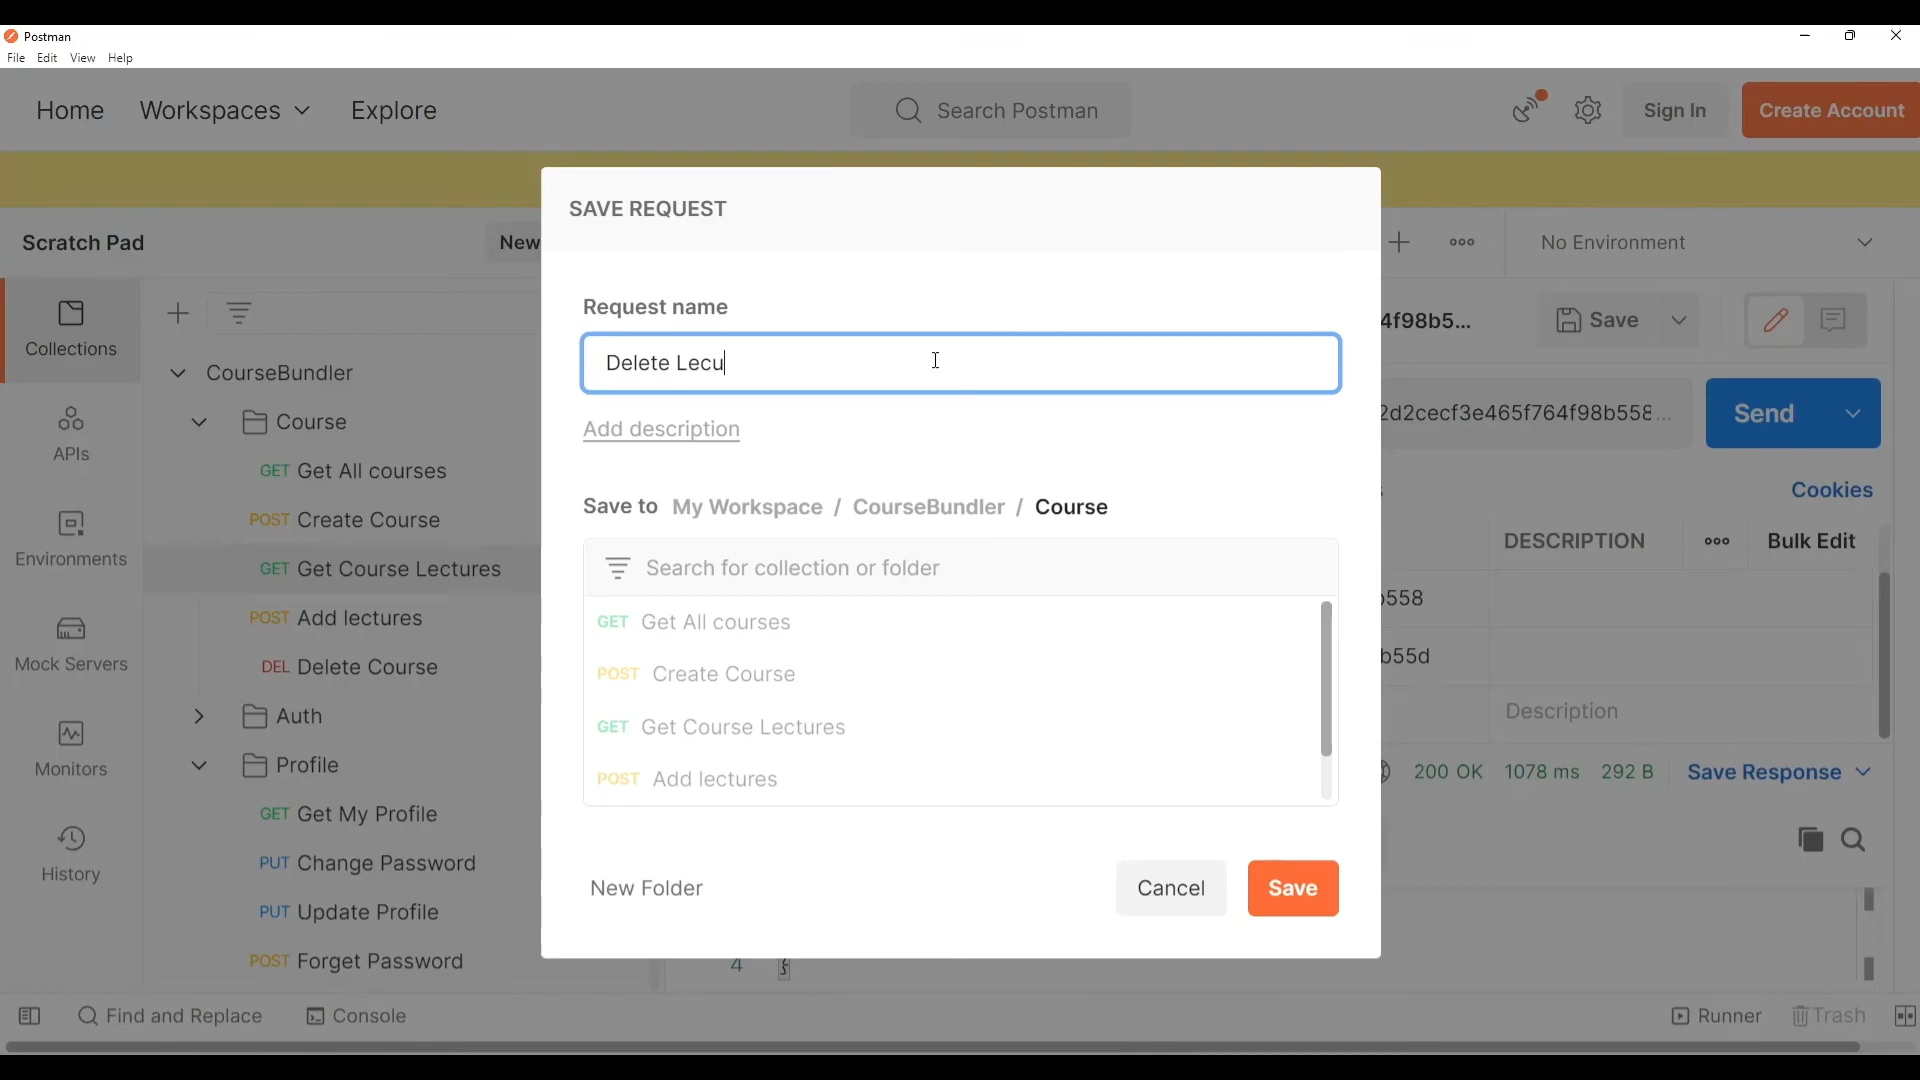 Postman
File Edit View Help
Home Workspaces Explore Search Postman Sign In Create Account
Scratch Pad New No Environment
SAVE REQUEST
Collections
APIs
Environments
Mock Servers
Monitors
History
CourseBundler
Course
GET Get All courses
POST Create Course
GET Get Course Lectures
POST Add lectures
DEL Delete Course
Auth
Profile
GET Get My Profile
PUT Change Password
PUT Update Profile
POST Forget Password
Request name
Delete Lecu
Add description
Save to My Workspace / CourseBundler / Course
Search for collection or folder
GET Get All courses
POST Create Course
GET Get Course Lectures
POST Add lectures
New Folder Cancel Save
4f98b5... Save
2d2cecf3e465f764f98b558... Send
Cookies
DESCRIPTION Bulk Edit
b558
b55d
Description
200 OK 1078 ms 292 B Save Response
4 }
Find and Replace Console Runner Trash